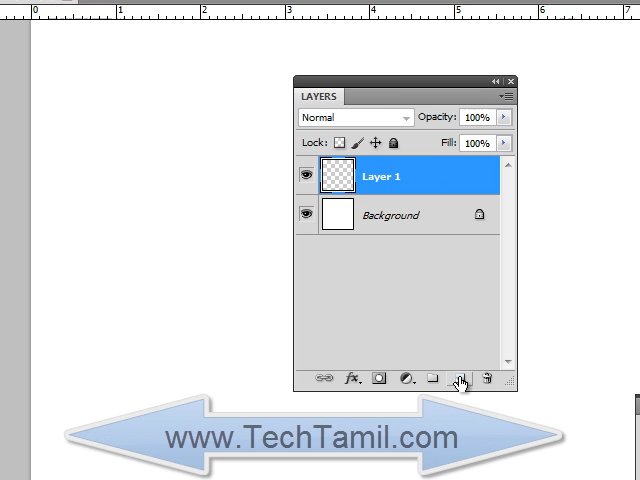 0 1 2 3 4 5 6 7
LAYERS
Normal Opacity: 100%
Lock: Fill: 100%
Layer 1
Background
fx
www.TechTamil.com